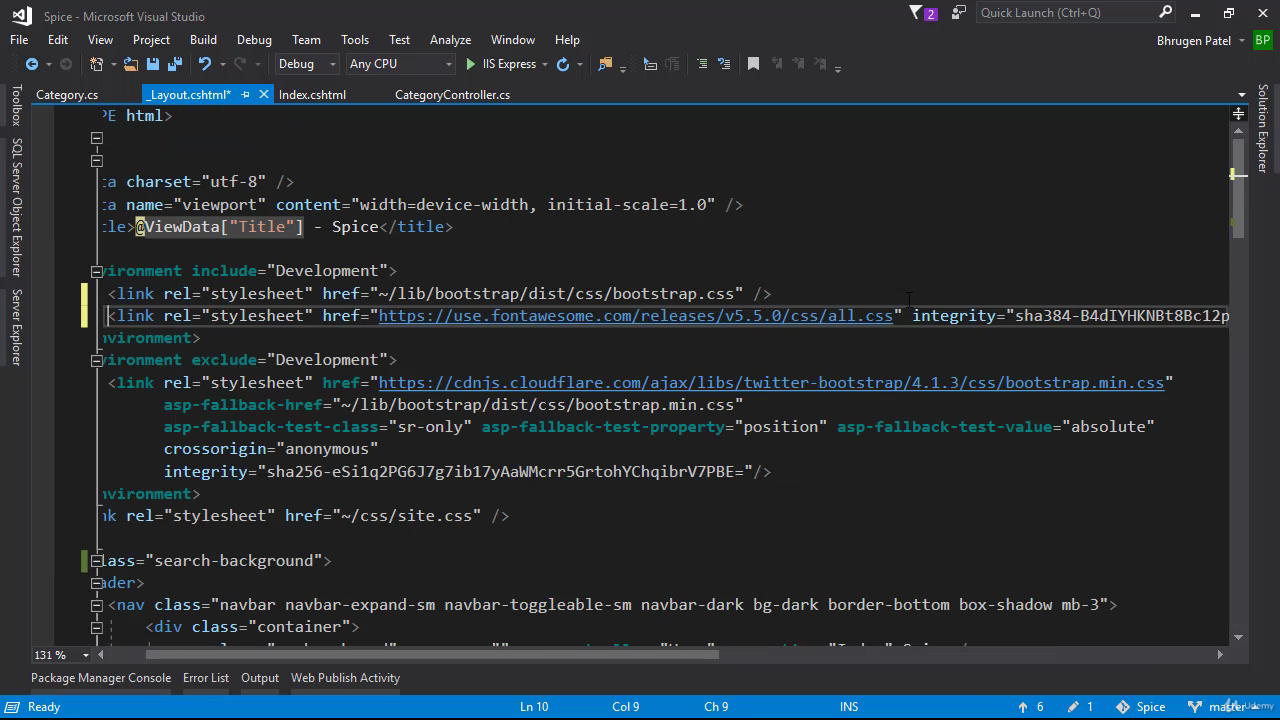 Spice - Microsoft Visual Studio
2
Quick Launch (Ctrl+Q)
File Edit View Project Build Debug Team Tools Test Analyze Window Help
Bhrugen Patel BP
Debug Any CPU IIS Express
Category.cs _Layout.cshtml* Index.cshtml CategoryController.cs
Toolbox
SQL Server Object Explorer
Server Explorer
Solution Explorer
PE html>
ta charset="utf-8" />
ta name="viewport" content="width=device-width, initial-scale=1.0" />
tle>@ViewData["Title"] - Spice</title>
vironment include="Development">
<link rel="stylesheet" href="~/lib/bootstrap/dist/css/bootstrap.css" />
<link rel="stylesheet" href="https://use.fontawesome.com/releases/v5.5.0/css/all.css" integrity="sha384-B4dIYHKNBt8Bc12p
nvironment>
vironment exclude="Development">
<link rel="stylesheet" href="https://cdnjs.cloudflare.com/ajax/libs/twitter-bootstrap/4.1.3/css/bootstrap.min.css"
asp-fallback-href="~/lib/bootstrap/dist/css/bootstrap.min.css"
asp-fallback-test-class="sr-only" asp-fallback-test-property="position" asp-fallback-test-value="absolute"
crossorigin="anonymous"
integrity="sha256-eSi1q2PG6J7g7ib17yAaWMcrr5GrtohYChqibrV7PBE="/>
nvironment>
nk rel="stylesheet" href="~/css/site.css" />
lass="search-background">
ader>
<nav class="navbar navbar-expand-sm navbar-toggleable-sm navbar-dark bg-dark border-bottom box-shadow mb-3">
<div class="container">
131 %
Package Manager Console Error List Output Web Publish Activity
Ready Ln 10 Col 9 Ch 9 INS 6 1 Spice master
Udemy